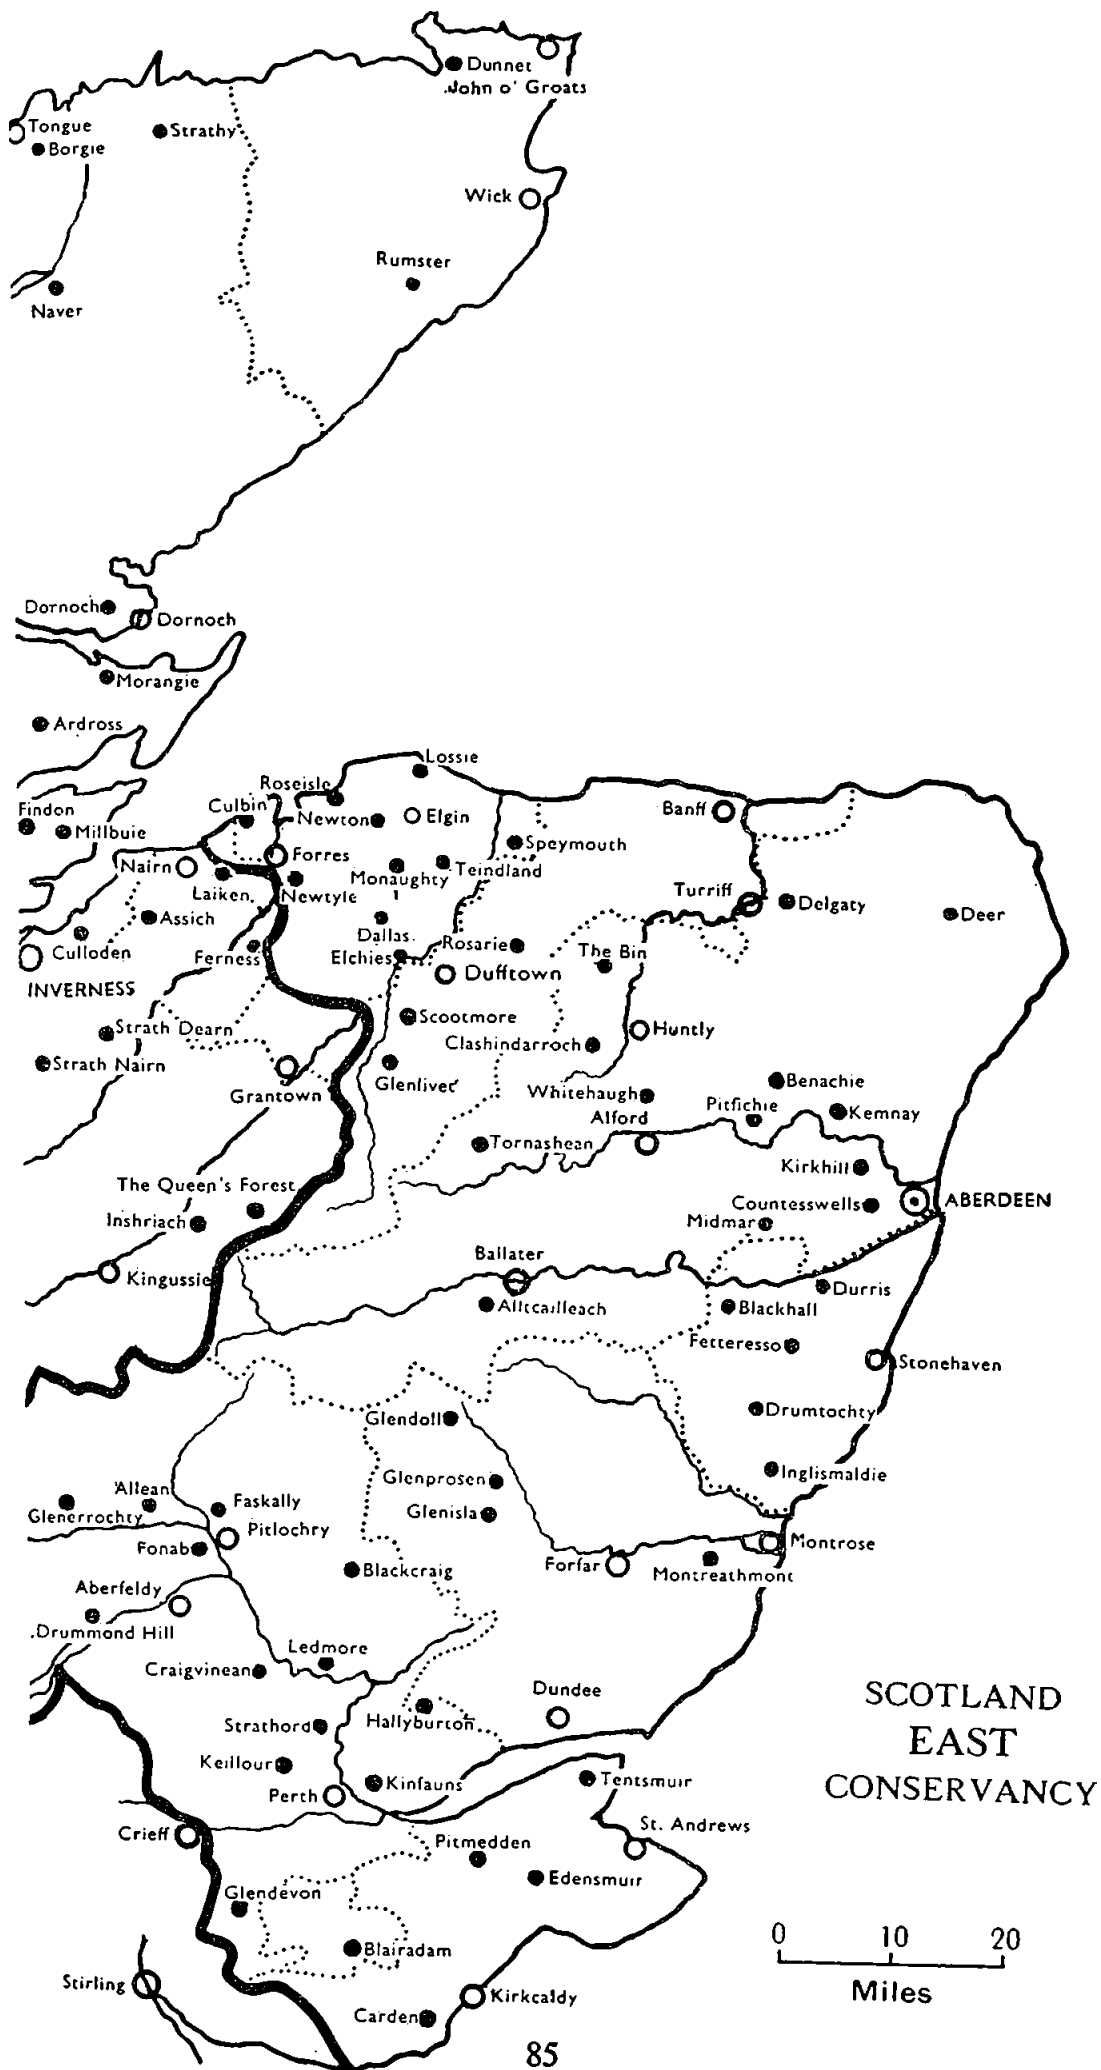 Dunnet
John o' Groats
Tongue
Strathy
Borgie
Wick
Rumster
Naver
Dornoch
Dornoch
Morangie
Ardross
Lossie
Roseisle
Findon
Culbin
Millbuie
Newton
Elgin
Banff
Speymouth
Nairn
Forres
Monaughty
Teindland
Laiken
Newtyle
Turriff
Delgaty
Deer
Assich
Culloden
Ferness
Dallas
Elchies
Rosarie
The Bin
INVERNESS
Dufftown
Strath Dearn
Scootmore
Huntly
Strath Nairn
Clashindarroch
Grantown
Glenlivet
Whitehaugh
Benachie
Alford
Pitfichie
Kemnay
Tornashean
Kirkhill
The Queen's Forest
Countesswells
ABERDEEN
Inshriach
Midmar
Ballater
Kingussie
Alltcailleach
Durris
Blackhall
Fetteresso
Stonehaven
Glendoll
Drumtochty
Glenprosen
Inglismaldie
Allean
Faskally
Glenerrochty
Glenisla
Pitlochry
Fonab
Montrose
Forfar
Blackcraig
Montreathmont
Aberfeldy
Drummond Hill
Ledmore
Craigvinean
Dundee
Strathord
Hallyburton
SCOTLAND
EAST
CONSERVANCY
Keillour
Kinfauns
Tentsmuir
Perth
Crieff
St. Andrews
Pitmedden
Edensmuir
Glendevon
Blairadam
0 10 20
Miles
Stirling
Kirkcaldy
Carden
85